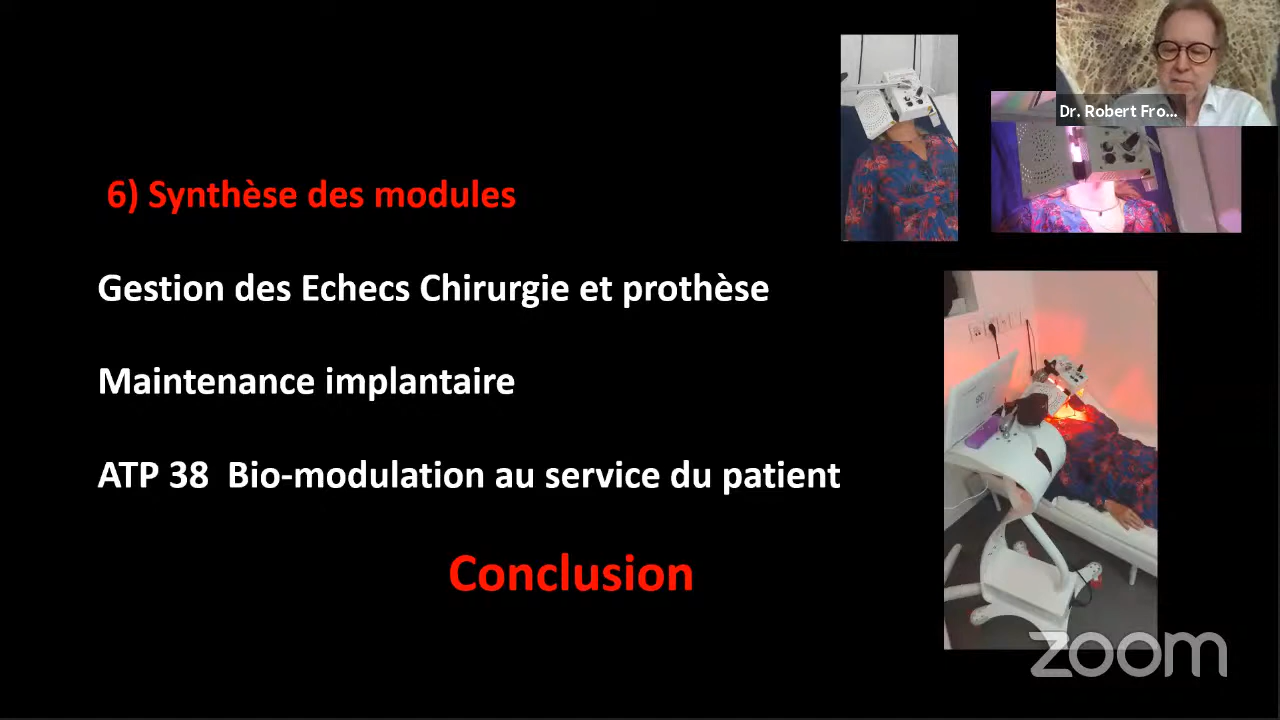 Dr. Robert Fro...
6) Synthèse des modules
Gestion des Echecs Chirurgie et prothèse
Maintenance implantaire
ATP 38 Bio-modulation au service du patient
Conclusion
zoom